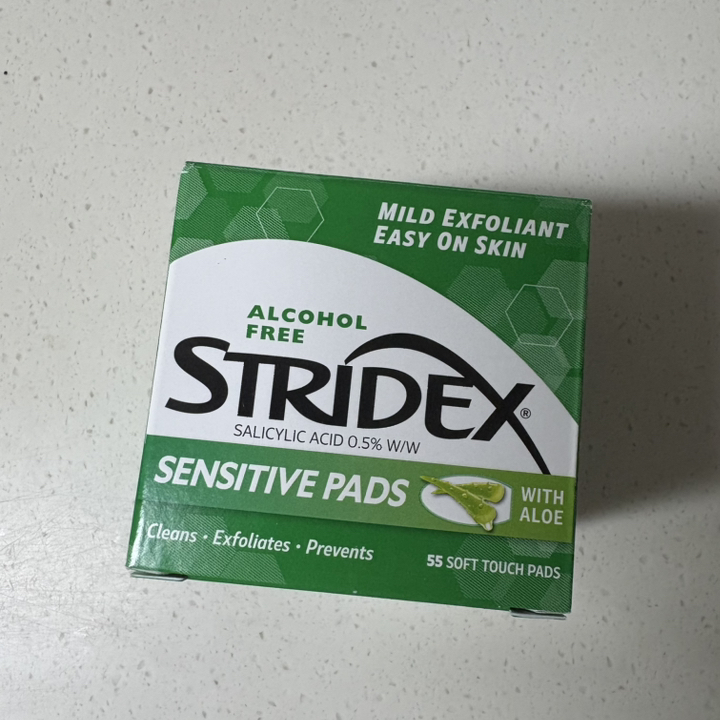 MILD EXFOLIANT
EASY ON SKIN
ALCOHOL
FREE
STRIDEX®
SALICYLIC ACID 0.5% W/W
SENSITIVE PADS
WITH
ALOE
Cleans • Exfoliates • Prevents
55 SOFT TOUCH PADS